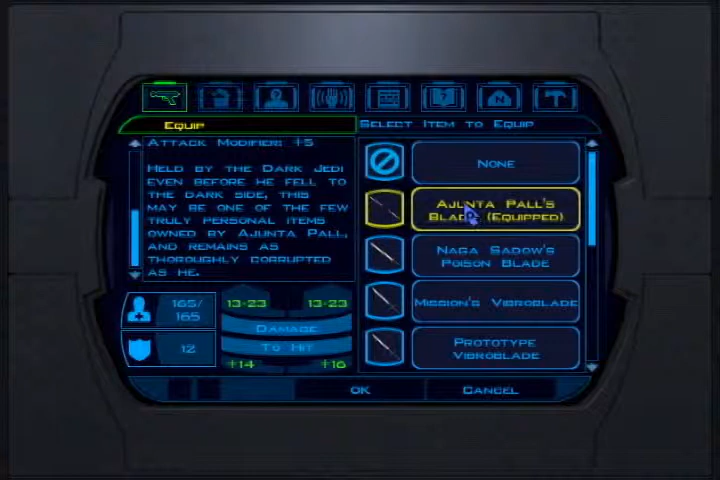 Equip
Select Item to Equip
Attack Modifier: +5
Held by the Dark Jedi
even before he fell to
the dark side, this
may be one of the few
truly personal items
owned by Ajunta Pall,
and remains as
thoroughly corrupted
as he.
None
Ajunta Pall's
Blade (Equipped)
Naga Sadow's
Poison Blade
Mission's Vibroblade
Prototype
Vibroblade
165/
165
12
13-23
13-23
Damage
To Hit
+14
+16
OK
Cancel